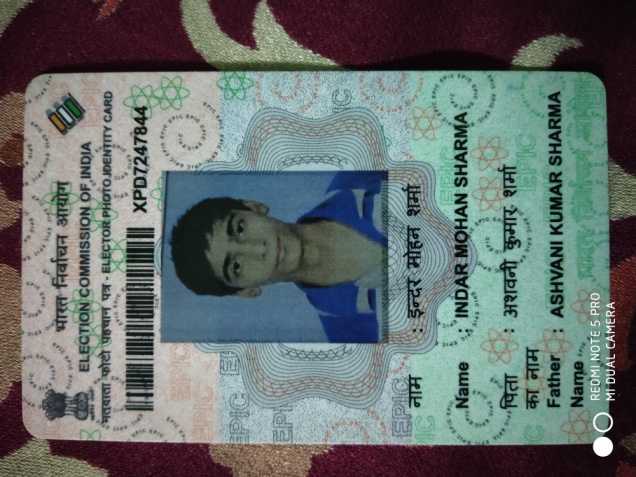 भारत निर्वाचन आयोग
ELECTION COMMISSION OF INDIA
मतदाता फोटो पहचान पत्र - ELECTOR PHOTO IDENTITY CARD
XPD7247844
नाम : इन्दर मोहन शर्मा
Name : INDAR MOHAN SHARMA
पिता का नाम : अशवनी कुमार शर्मा
Father Name : ASHVANI KUMAR SHARMA
REDMI NOTE 5 PRO
MI DUAL CAMERA